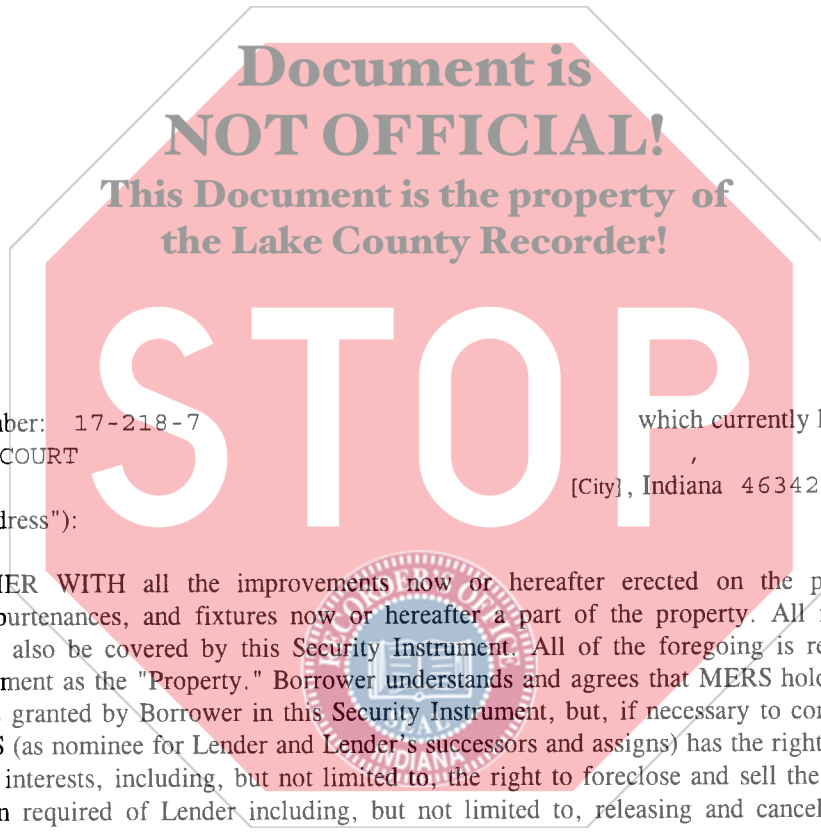 Document is
NOT OFFICIAL!
This Document is the property of
the Lake County Recorder!
STOP
ber: 17-218-7 which currently
COURT ,
[City], Indiana 46342
dress"):
ER WITH all the improvements now or hereafter erected on the p
purtenances, and fixtures now or hereafter a part of the property. All
also be covered by this Security Instrument. All of the foregoing is re
ment as the "Property." Borrower understands and agrees that MERS hold
granted by Borrower in this Security Instrument, but, if necessary to co
S (as nominee for Lender and Lender's successors and assigns) has the right
interests, including, but not limited to, the right to foreclose and sell the
n required of Lender including, but not limited to, releasing and cancel
RECORDER'S OFFICE
SEAL
INDIANA